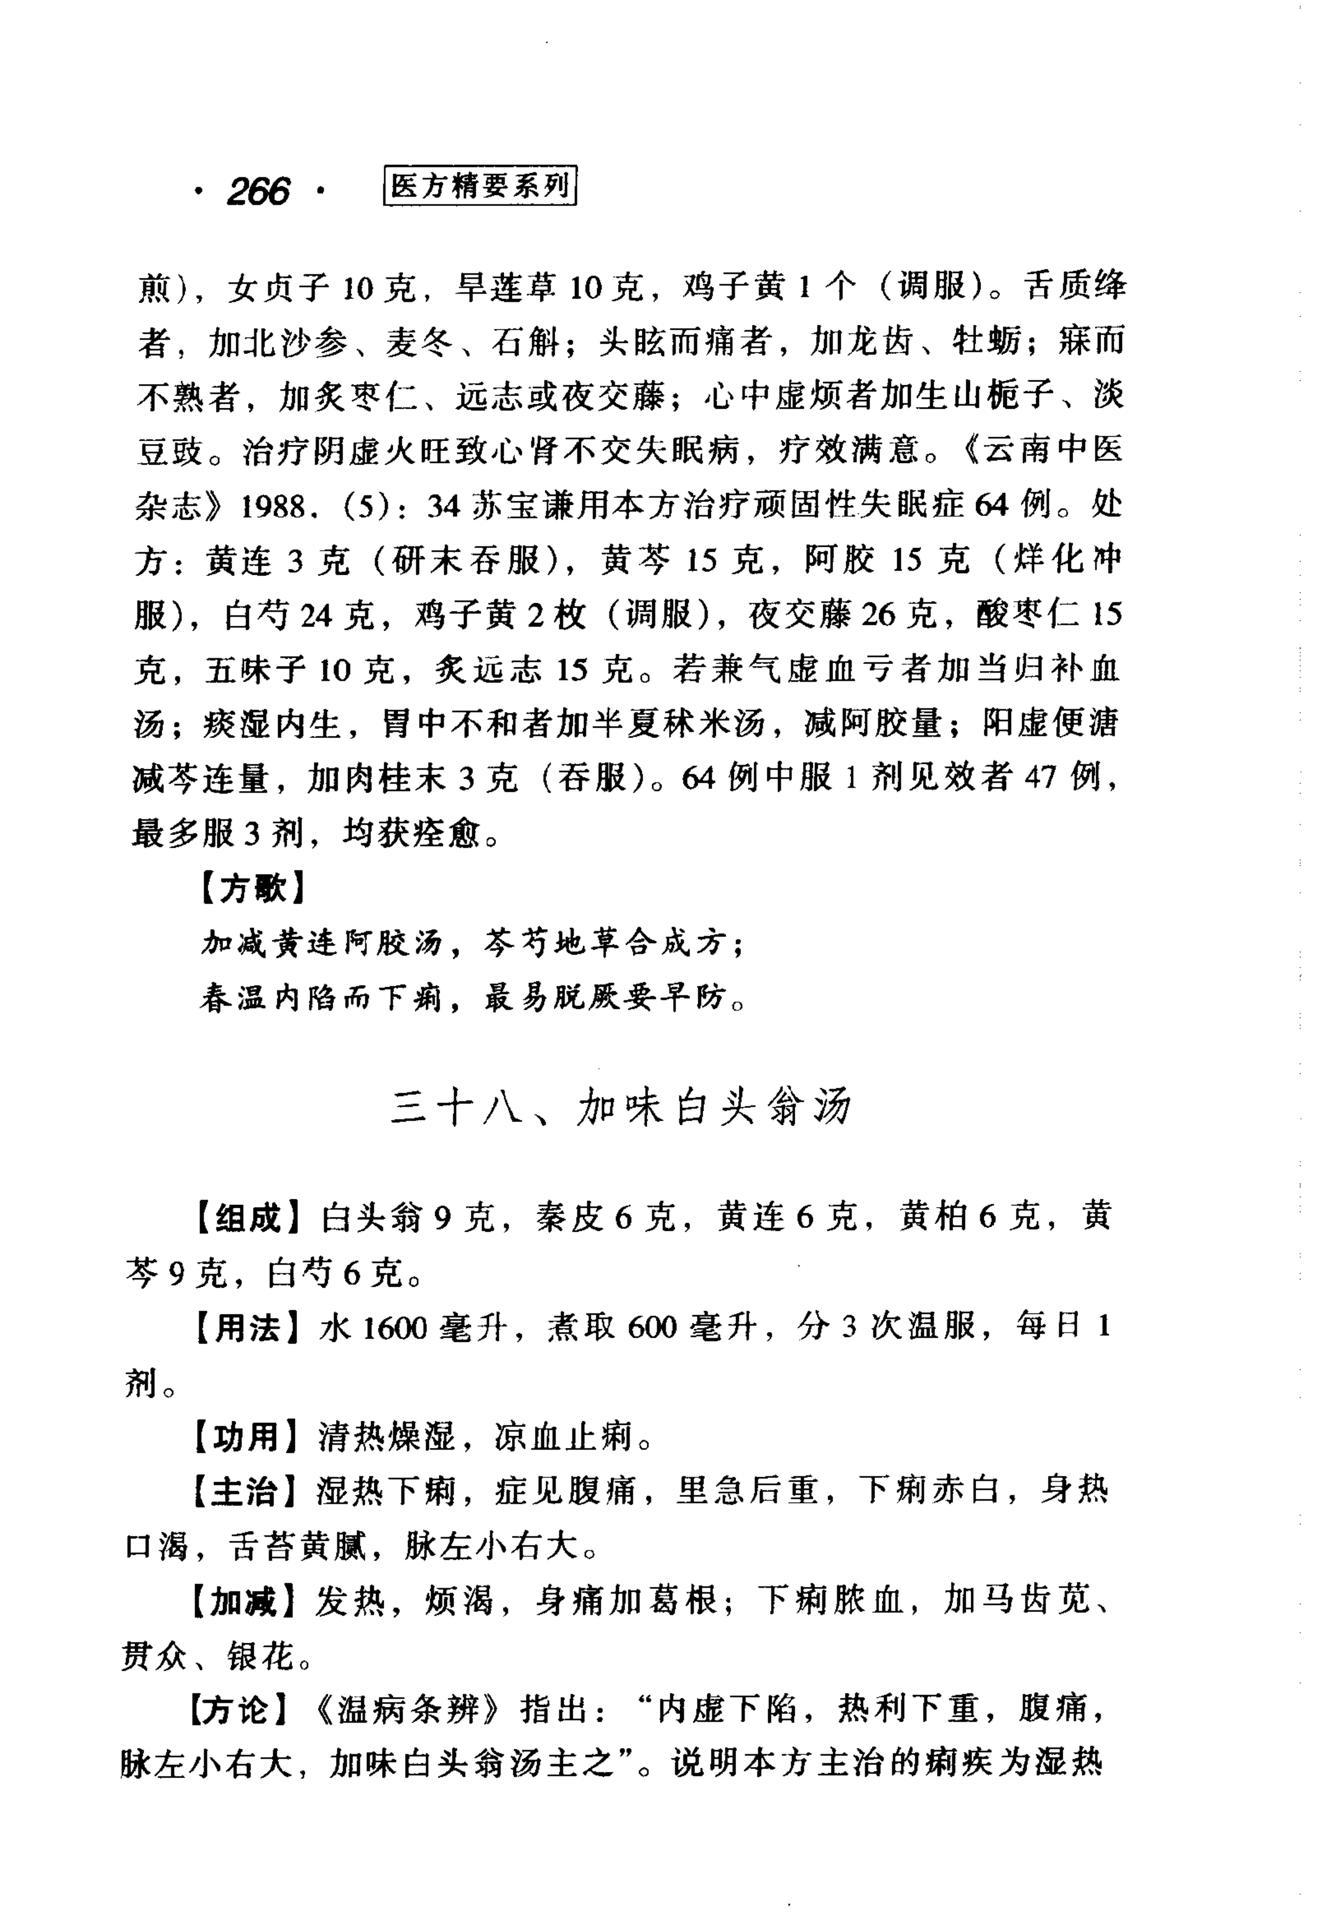 · 266 · 医方精要系列
煎），女贞子 10 克，旱莲草 10 克，鸡子黄 1 个（调服）。舌质绛
者，加北沙参、麦冬、石斛；头眩而痛者，加龙齿、牡蛎；寐而
不熟者，加炙枣仁、远志或夜交藤；心中虚烦者加生山栀子、淡
豆豉。治疗阴虚火旺致心肾不交失眠病，疗效满意。《云南中医
杂志》1988．（5）：34 苏宝谦用本方治疗顽固性失眠症 64 例。处
方：黄连 3 克（研末吞服），黄芩 15 克，阿胶 15 克（烊化冲
服），白芍 24 克，鸡子黄 2 枚（调服），夜交藤 26 克，酸枣仁 15
克，五味子 10 克，炙远志 15 克。若兼气虚血亏者加当归补血
汤；痰湿内生，胃中不和者加半夏秫米汤，减阿胶量；阳虚便溏
减芩连量，加肉桂末 3 克（吞服）。64 例中服 1 剂见效者 47 例，
最多服 3 剂，均获痊愈。
【方歌】
加减黄连阿胶汤，芩芍地草合成方；
春温内陷而下痢，最易脱厥要早防。
三十八、加味白头翁汤
【组成】白头翁 9 克，秦皮 6 克，黄连 6 克，黄柏 6 克，黄
芩 9 克，白芍 6 克。
【用法】水 1600 毫升，煮取 600 毫升，分 3 次温服，每日 1
剂。
【功用】清热燥湿，凉血止痢。
【主治】湿热下痢，症见腹痛，里急后重，下痢赤白，身热
口渴，舌苔黄腻，脉左小右大。
【加减】发热，烦渴，身痛加葛根；下痢脓血，加马齿苋、
贯众、银花。
【方论】《温病条辨》指出：“内虚下陷，热利下重，腹痛，
脉左小右大，加味白头翁汤主之”。说明本方主治的痢疾为湿热